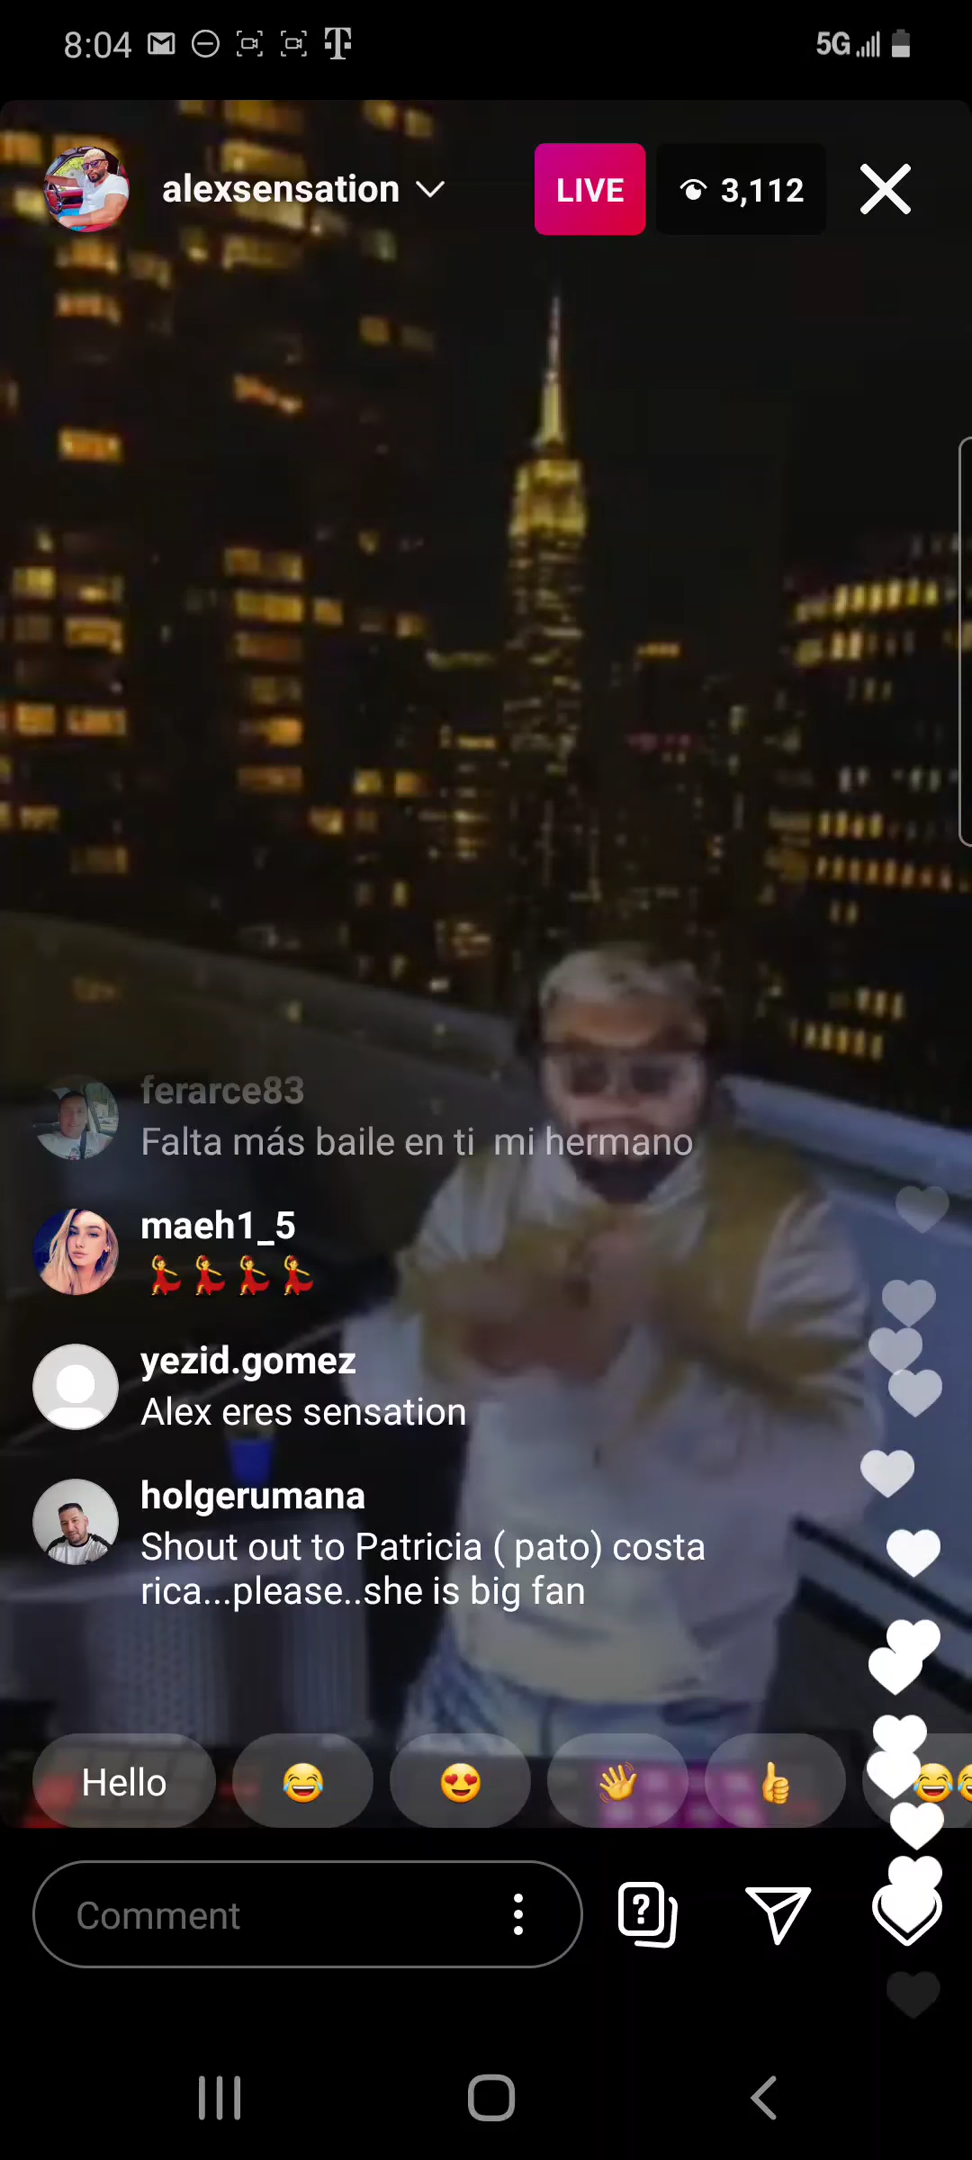 8:04
5G
alexsensation
LIVE
3,112
ferarce83
Falta más baile en ti  mi hermano
maeh1_5
💃💃💃💃
yezid.gomez
Alex eres sensation
holgerumana
Shout out to Patricia ( pato) costa
rica...please..she is big fan
Hello
Comment